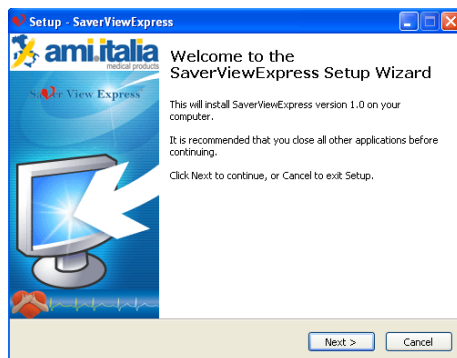 Setup - SaverViewExpress
ami.italia
medical products
Saver View Express
Welcome to the
SaverViewExpress Setup Wizard
This will install SaverViewExpress version 1.0 on your
computer.
It is recommended that you close all other applications before
continuing.
Click Next to continue, or Cancel to exit Setup.
Next >
Cancel